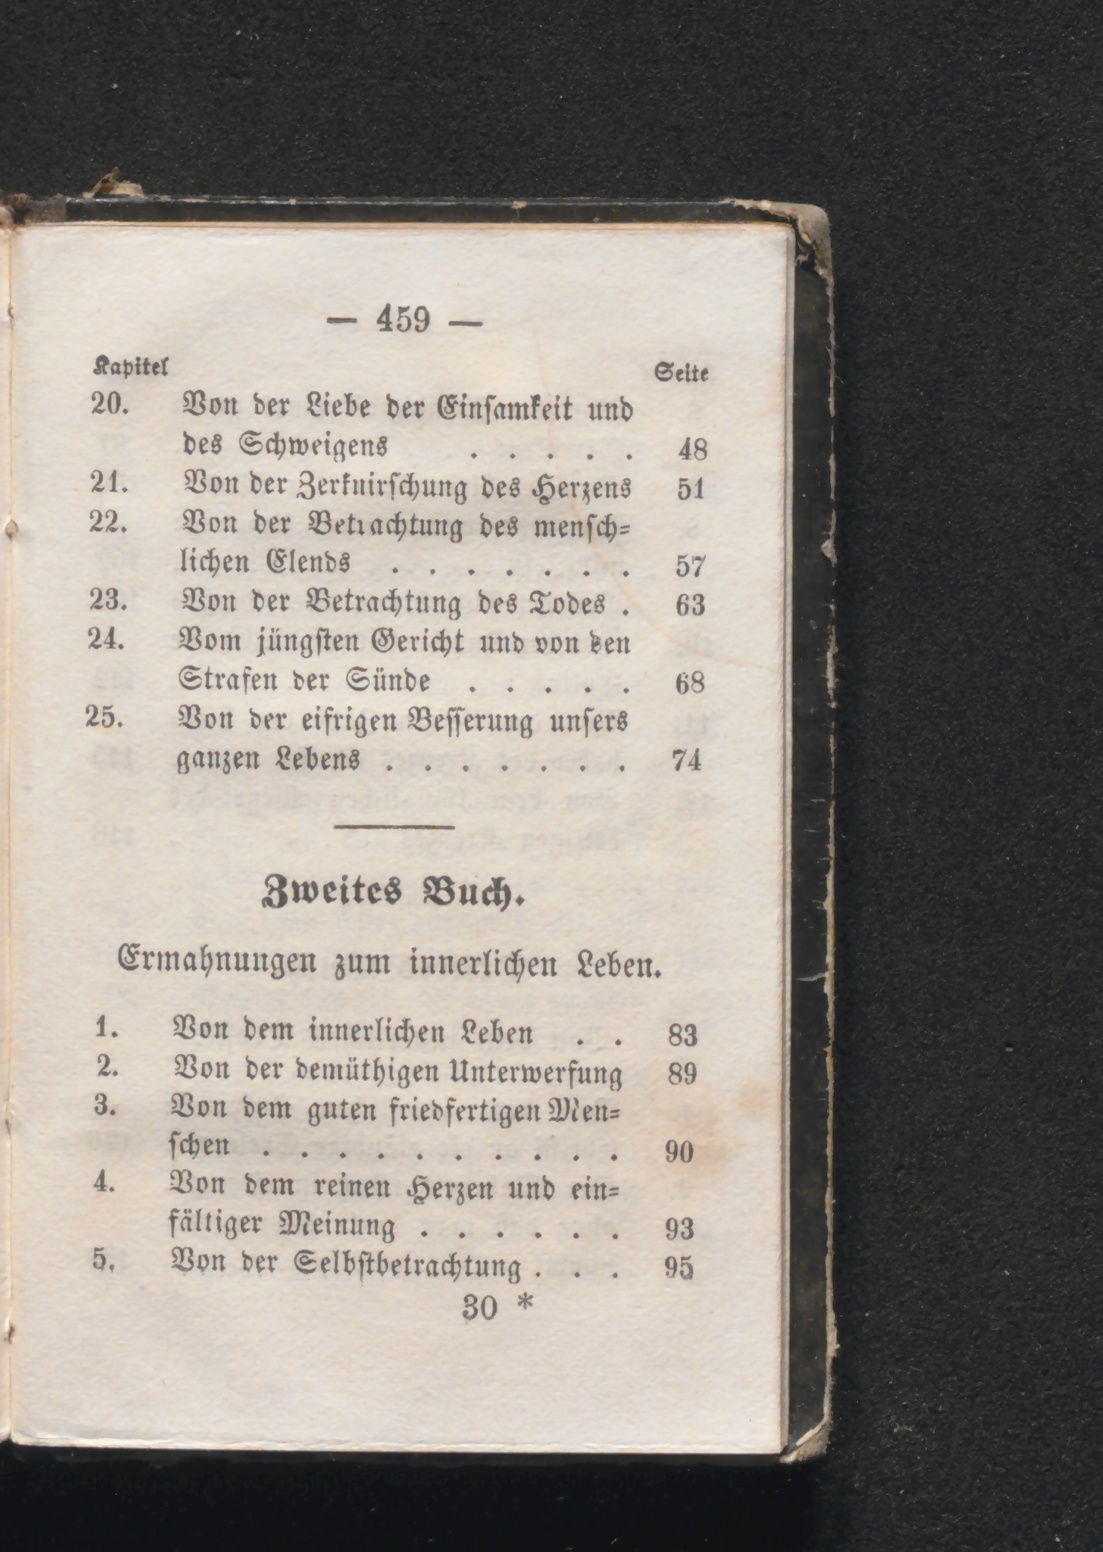 — 459 —
Kapitel Seite
20. Von der Liebe der Einsamkeit und
des Schweigens . . . . . 48
21. Von der Zerknirschung des Herzens 51
22. Von der Betrachtung des mensch=
lichen Elends . . . . . . . 57
23. Von der Betrachtung des Todes . 63
24. Vom jüngsten Gericht und von den
Strafen der Sünde . . . . . 68
25. Von der eifrigen Besserung unsers
ganzen Lebens . . . . . . . 74
Zweites Buch.
Ermahnungen zum innerlichen Leben.
1. Von dem innerlichen Leben . . 83
2. Von der demüthigen Unterwerfung 89
3. Von dem guten friedfertigen Men=
schen . . . . . . . . . . 90
4. Von dem reinen Herzen und ein=
fältiger Meinung . . . . . . 93
5. Von der Selbstbetrachtung . . . 95
30 *